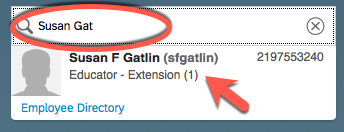 Susan Gat
Susan F Gatlin (sfgatlin) 2197553240
Educator - Extension (1)
Employee Directory